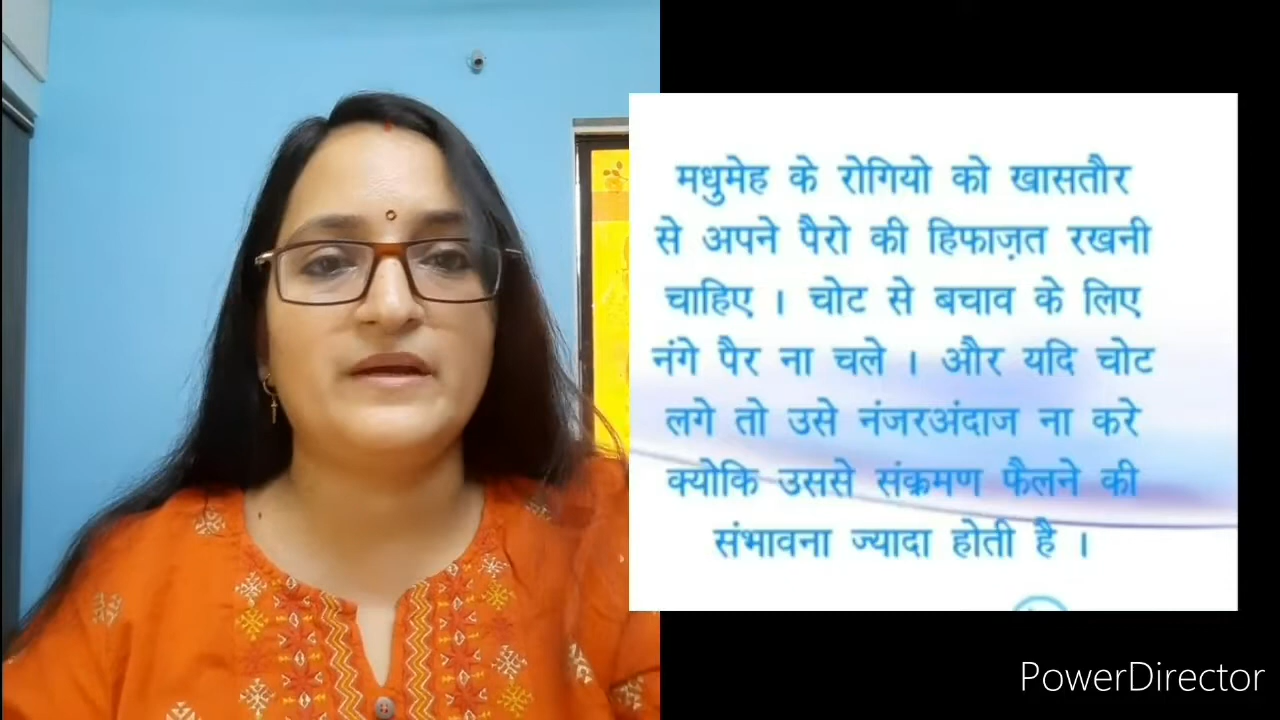 मधुमेह के रोगियो को खासतौर
से अपने पैरो की हिफाज़त रखनी
चाहिए । चोट से बचाव के लिए
नंगे पैर ना चले । और यदि चोट
लगे तो उसे नंजरअंदाज ना करे
क्योकि उससे संक्रमण फैलने की
संभावना ज्यादा होती है ।
PowerDirector